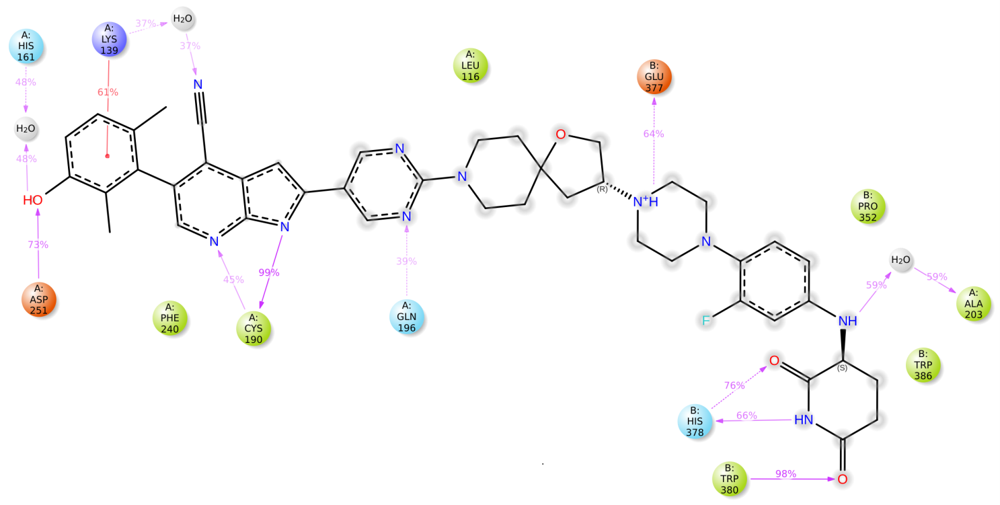 H₂O
A:
HIS
161
A:
LYS
139
37%
37%
A:
LEU
116
B:
GLU
377
N
48%
61%
H₂O
48%
HO
64%
O
N
N
N
(R)
N⁺H
B:
PRO
352
N
N
N
N
73%
45%
99%
39%
H₂O
59%
59%
A:
ASP
251
A:
PHE
240
A:
CYS
190
A:
GLN
196
F
NH
A:
ALA
203
O
(S)
B:
TRP
386
76%
B:
HIS
378
66%
HN
B:
TRP
380
98%
O